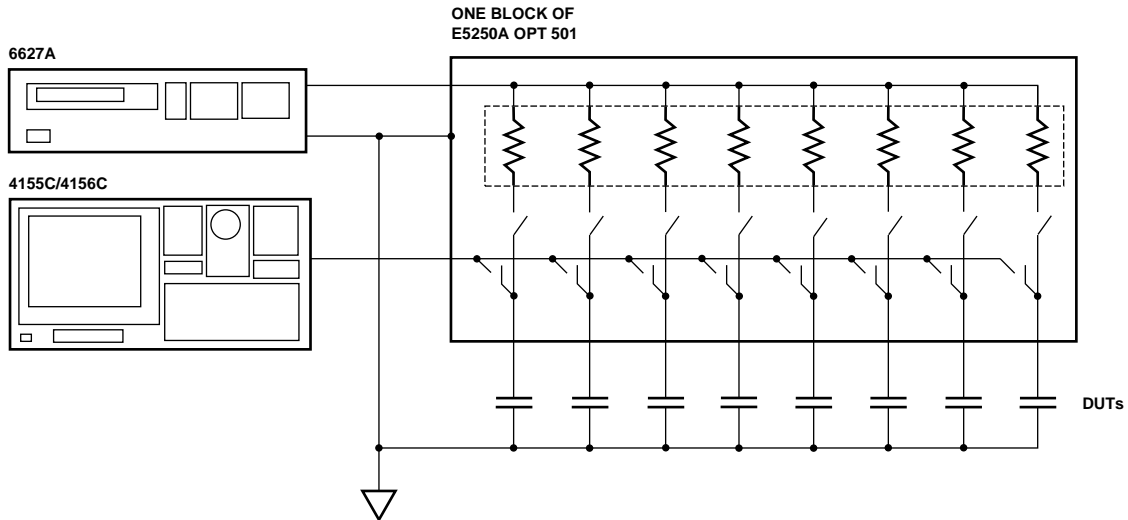 ONE BLOCK OF
E5250A OPT 501
6627A
4155C/4156C
DUTs